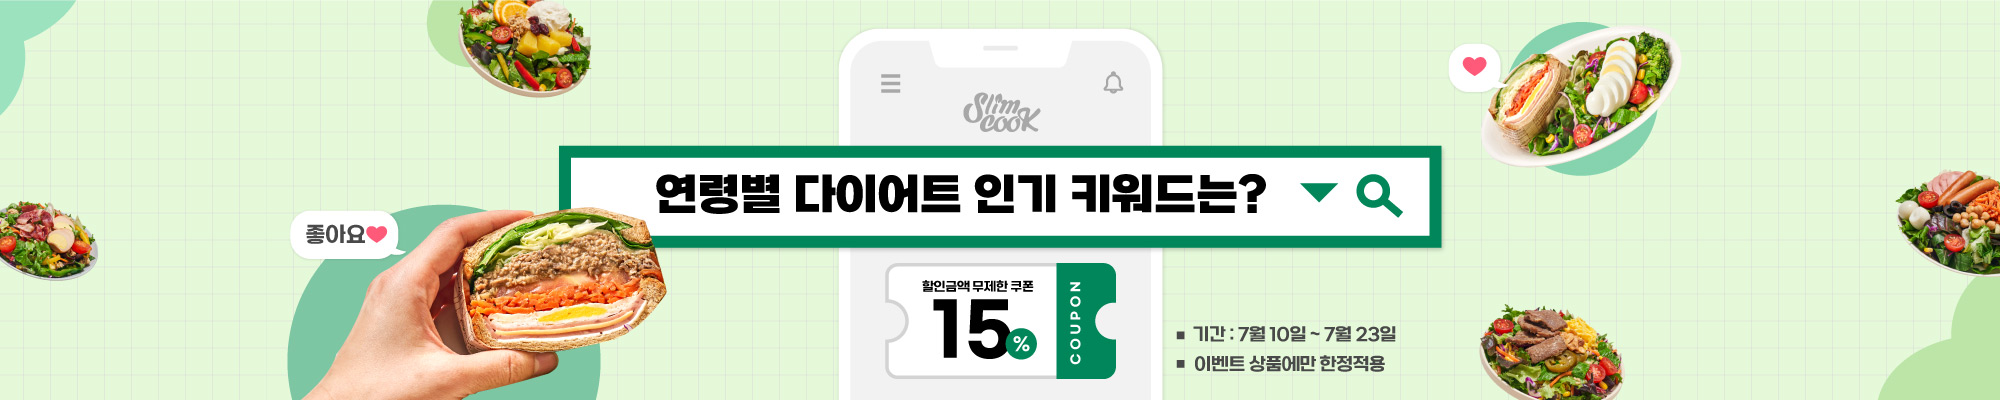 Slim
cook
연령별 다이어트 인기 키워드는?
좋아요
할인금액 무제한 쿠폰
15%
COUPON
■ 기간 : 7월 10일 ~ 7월 23일
■ 이벤트 상품에만 한정적용